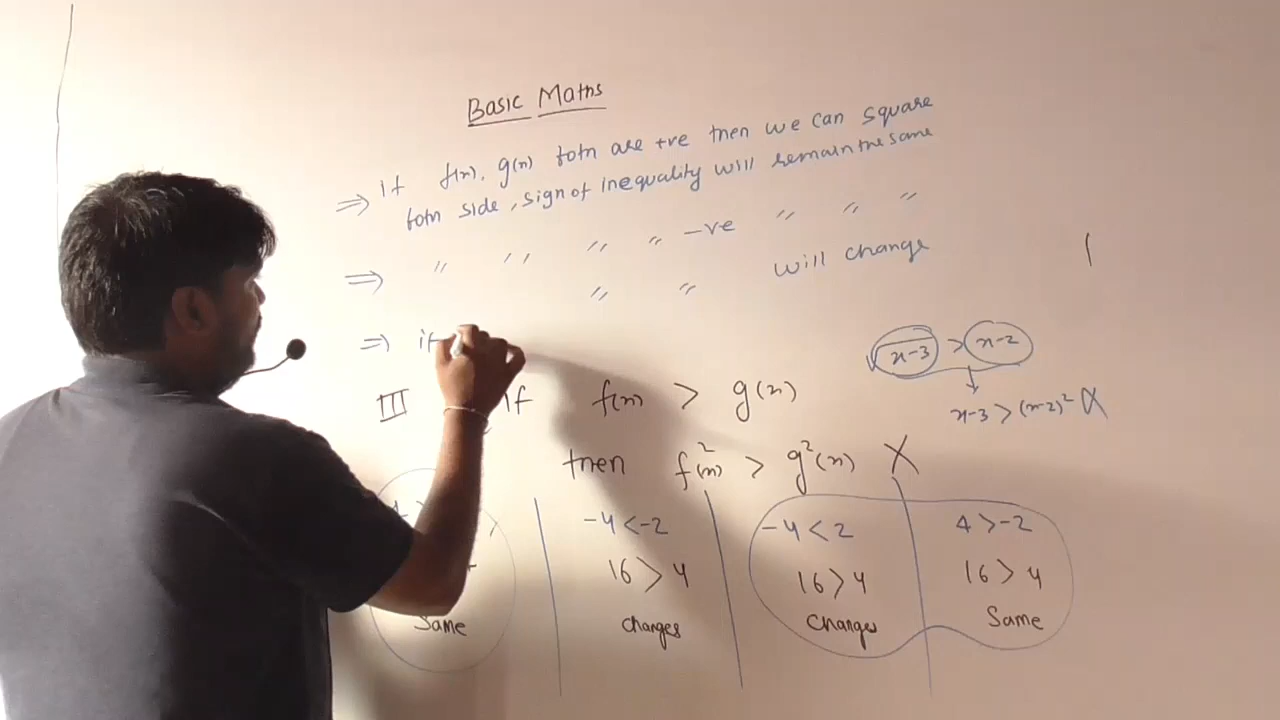 Basic Maths
⇒ if f(x), g(x) both are +ve then we can square
both side, sign of inequality will remain the same
⇒ " " " " -ve " " "
" " will change
⇒ if
√x-3 > x-2
x-3 > (x-2)² X
III if f(x) > g(x)
then f²(x) > g²(x) X
-4 < -2
16 > 4
changes
-4 < 2
16 > 4
changes
4 > -2
16 > 4
Same
Same